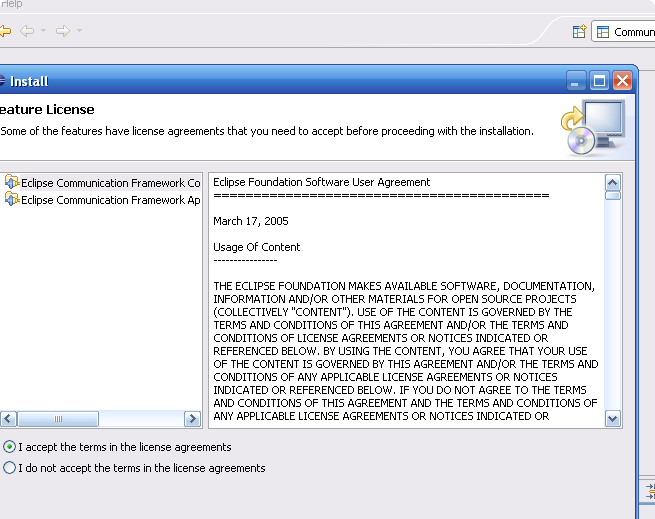 Help
Commun
Install
eature License
Some of the features have license agreements that you need to accept before proceeding with the installation.
Eclipse Communication Framework Co
Eclipse Communication Framework Ap
Eclipse Foundation Software User Agreement
==========================================
March 17, 2005
Usage Of Content
----------------
THE ECLIPSE FOUNDATION MAKES AVAILABLE SOFTWARE, DOCUMENTATION,
INFORMATION AND/OR OTHER MATERIALS FOR OPEN SOURCE PROJECTS
(COLLECTIVELY "CONTENT"). USE OF THE CONTENT IS GOVERNED BY THE
TERMS AND CONDITIONS OF THIS AGREEMENT AND/OR THE TERMS AND
CONDITIONS OF LICENSE AGREEMENTS OR NOTICES INDICATED OR
REFERENCED BELOW. BY USING THE CONTENT, YOU AGREE THAT YOUR USE
OF THE CONTENT IS GOVERNED BY THIS AGREEMENT AND/OR THE TERMS AND
CONDITIONS OF ANY APPLICABLE LICENSE AGREEMENTS OR NOTICES
INDICATED OR REFERENCED BELOW. IF YOU DO NOT AGREE TO THE TERMS
AND CONDITIONS OF THIS AGREEMENT AND THE TERMS AND CONDITIONS OF
ANY APPLICABLE LICENSE AGREEMENTS OR NOTICES INDICATED OR
I accept the terms in the license agreements
I do not accept the terms in the license agreements